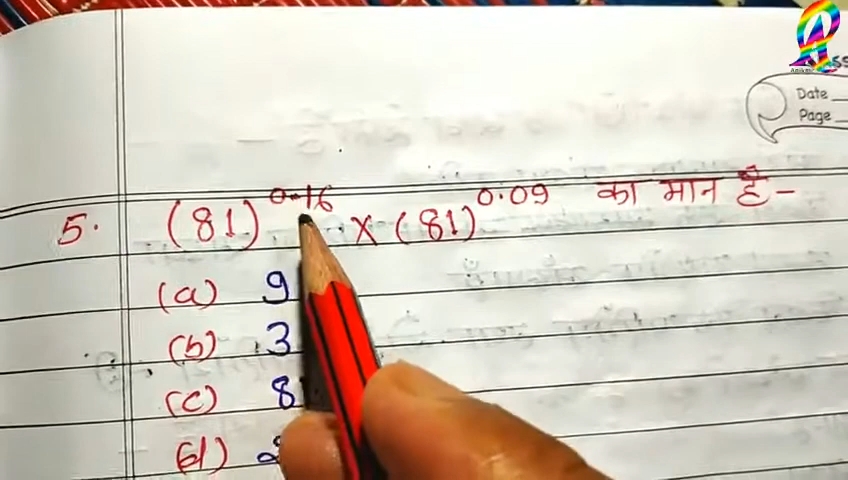 Date
Page
5. (81)^0.16 × (81)^0.09 का मान है-
(a) 9
(b) 3
(c) 8
(d)